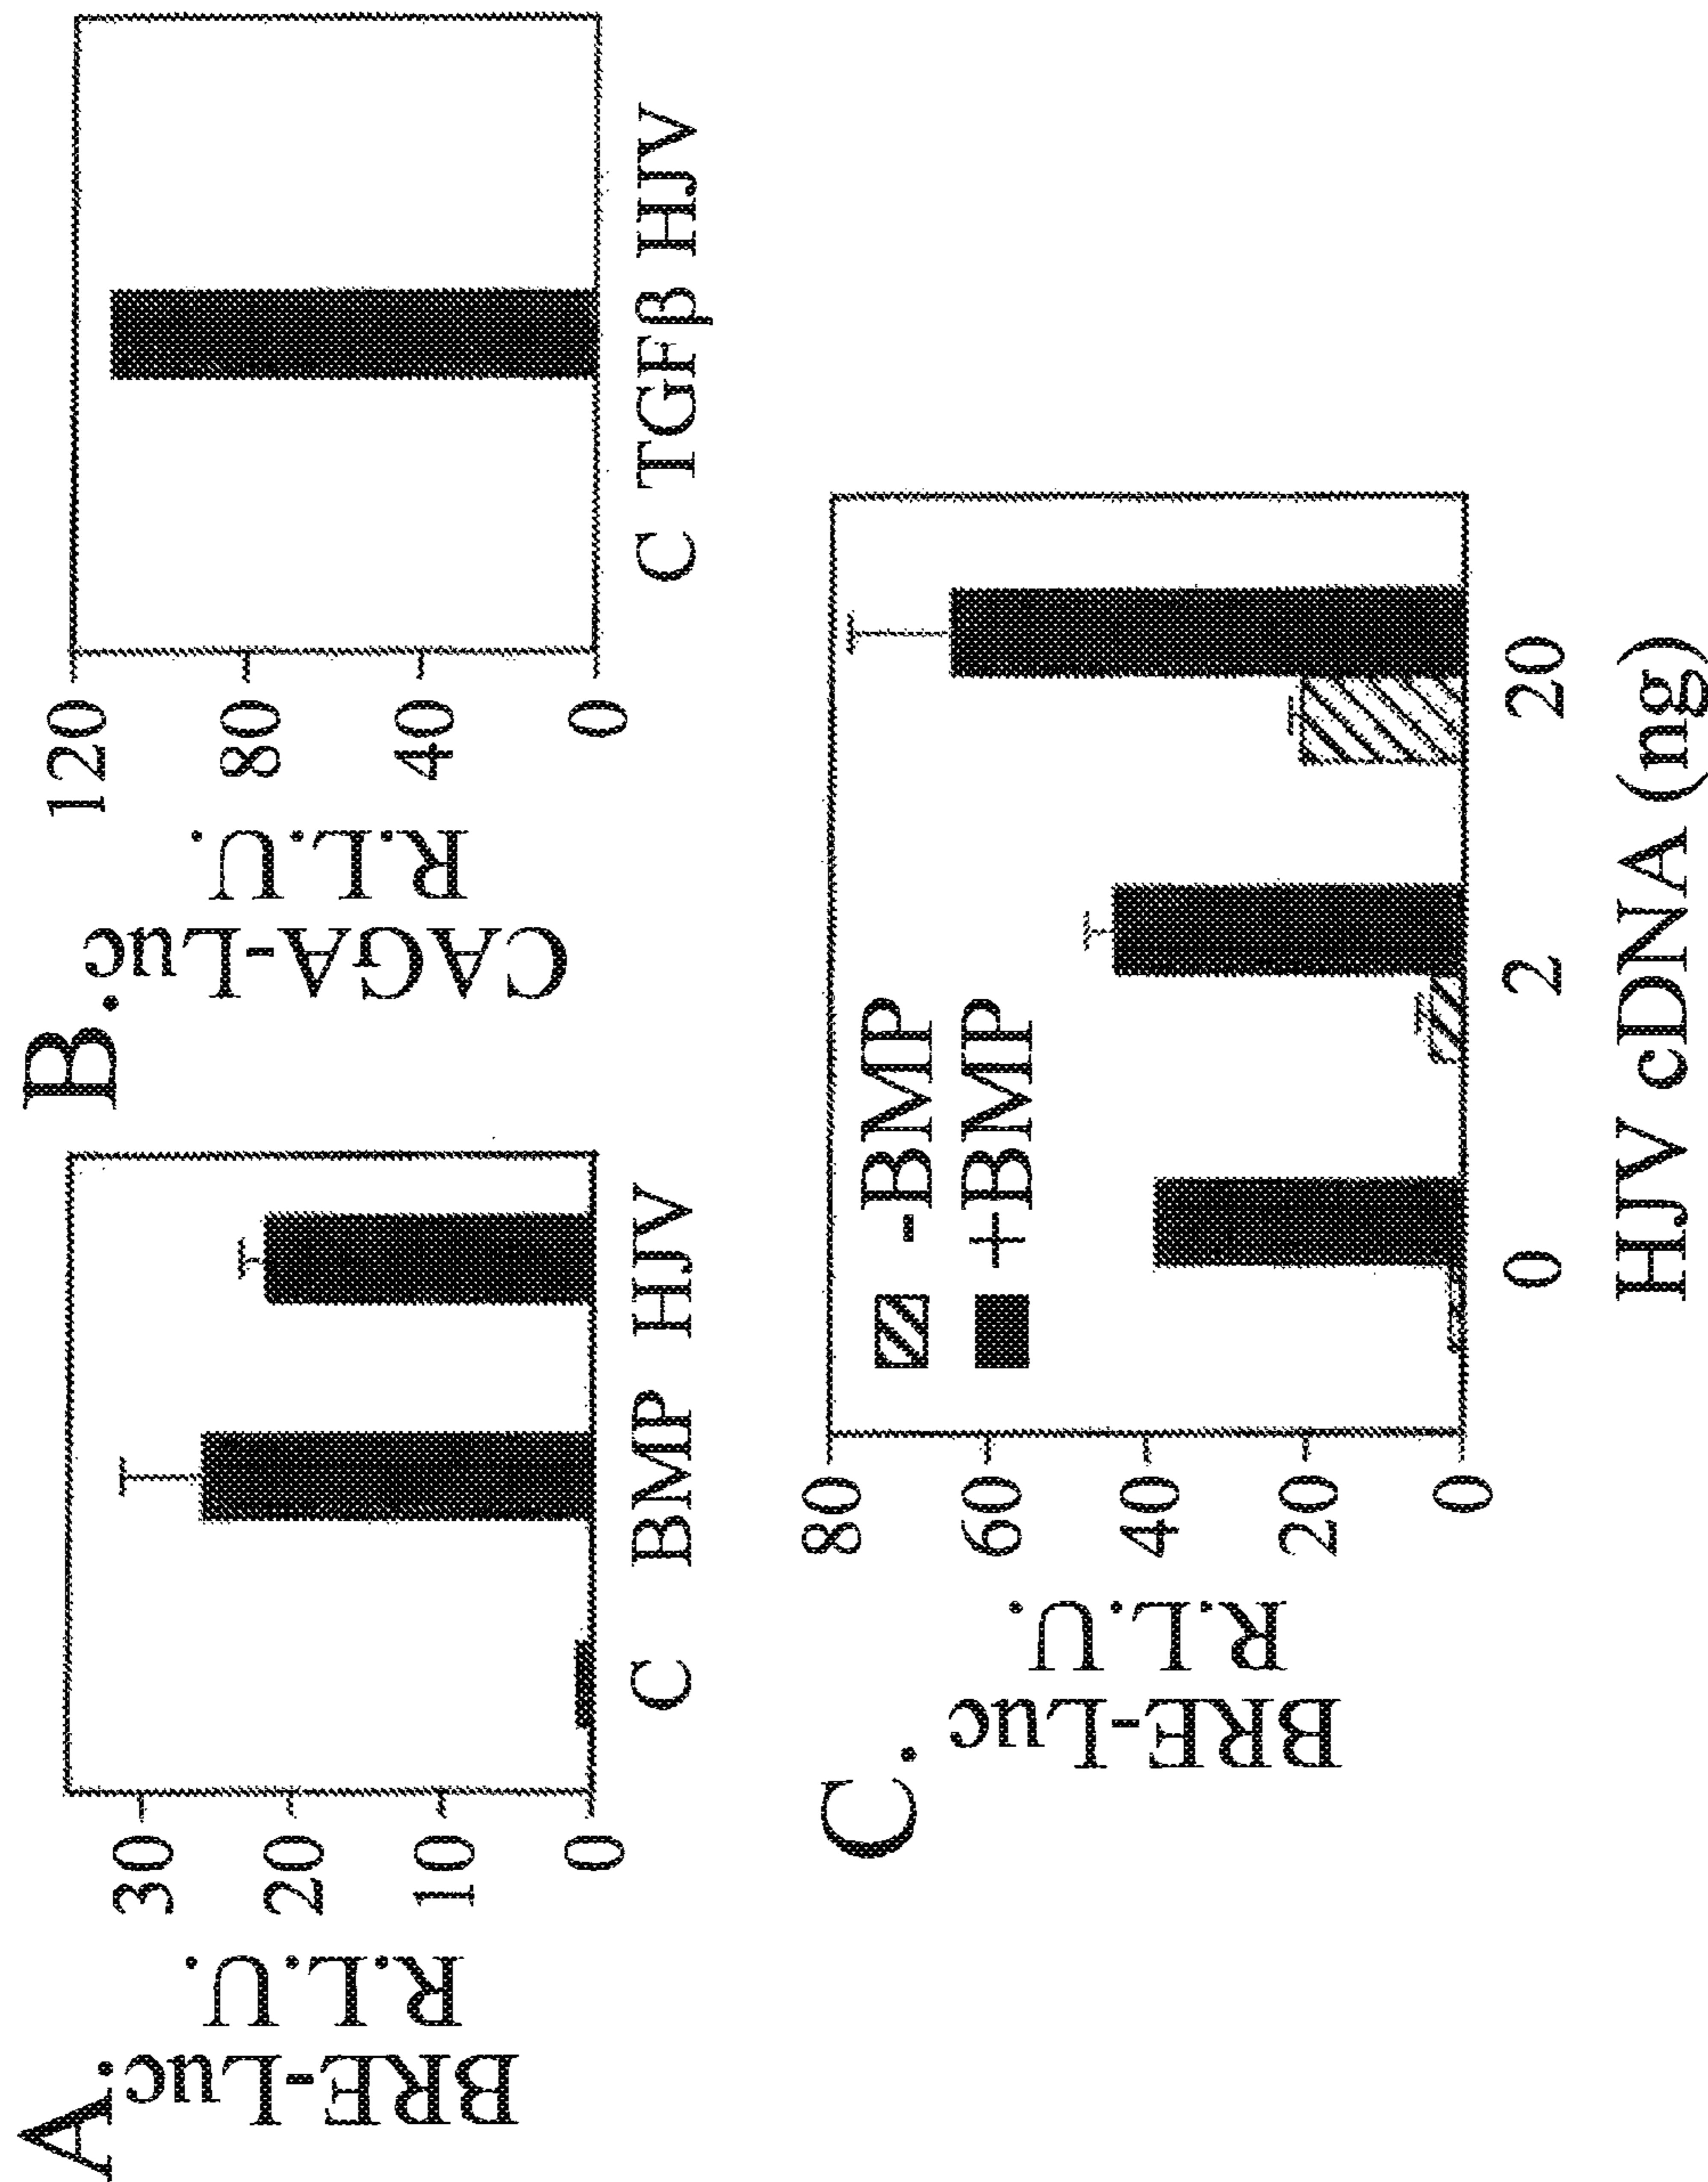 A.
BRE-Luc
R.L.U.
30
20
10
0
C BMP HJV
B.
CAGA-Luc
R.L.U.
120
80
40
0
C TGFβ HJV
C.
BRE-Luc
R.L.U.
80
60
40
20
0
-BMP
+BMP
0 2 20
HJV cDNA (ng)